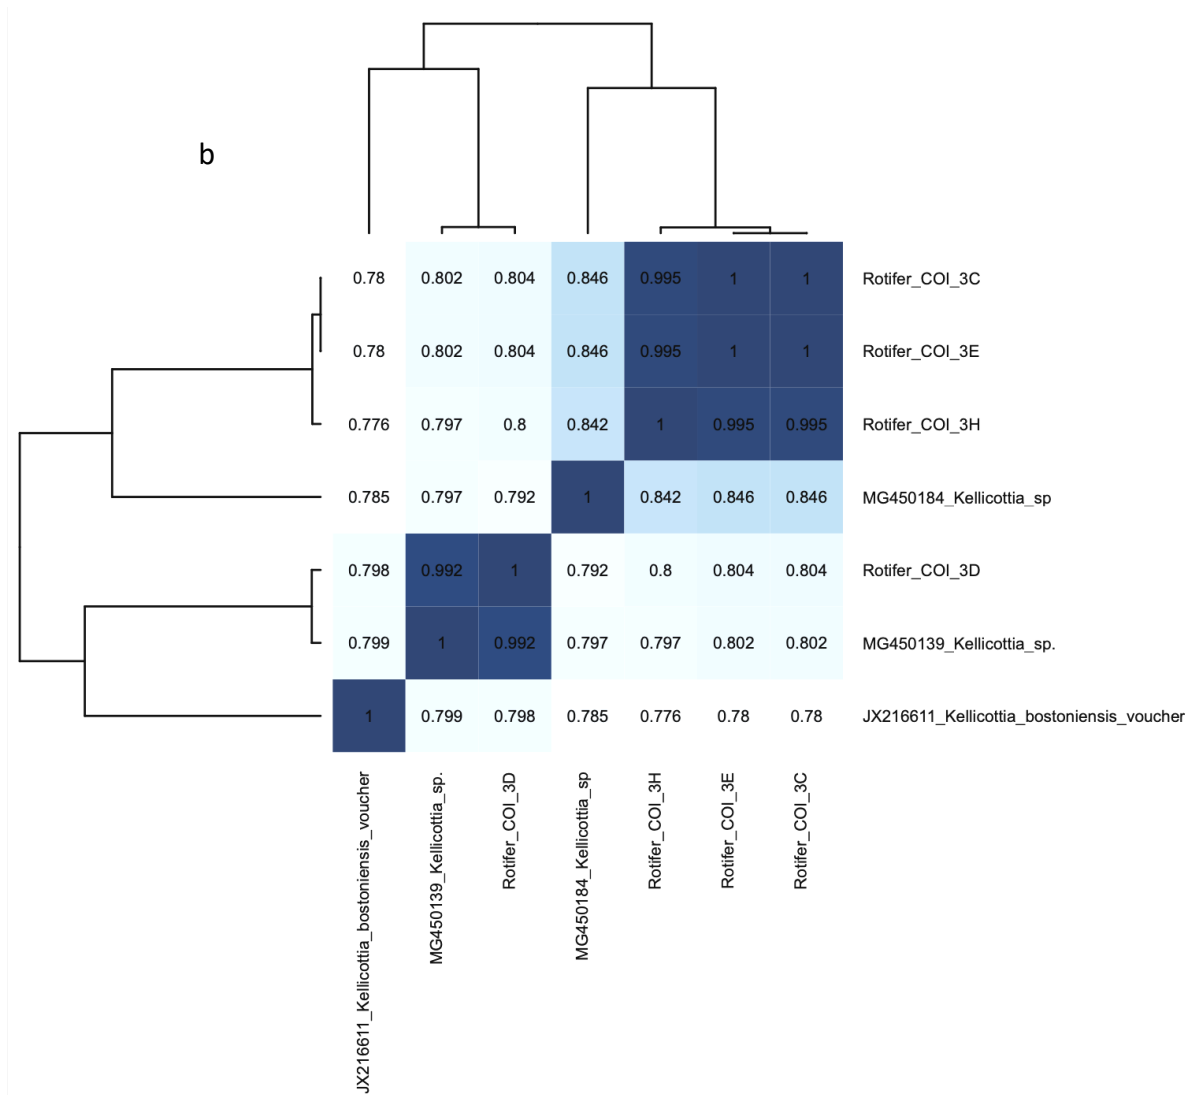 b
0.78 0.802 0.804 0.846 0.995 1 1 Rotifer_COI_3C
0.78 0.802 0.804 0.846 0.995 1 1 Rotifer_COI_3E
0.776 0.797 0.8 0.842 1 0.995 0.995 Rotifer_COI_3H
0.785 0.797 0.792 1 0.842 0.846 0.846 MG450184_Kellicottia_sp
0.798 0.992 1 0.792 0.8 0.804 0.804 Rotifer_COI_3D
0.799 1 0.992 0.797 0.797 0.802 0.802 MG450139_Kellicottia_sp.
1 0.799 0.798 0.785 0.776 0.78 0.78 JX216611_Kellicottia_bostoniensis_voucher
JX216611_Kellicottia_bostoniensis_voucher
MG450139_Kellicottia_sp.
Rotifer_COI_3D
MG450184_Kellicottia_sp
Rotifer_COI_3H
Rotifer_COI_3E
Rotifer_COI_3C